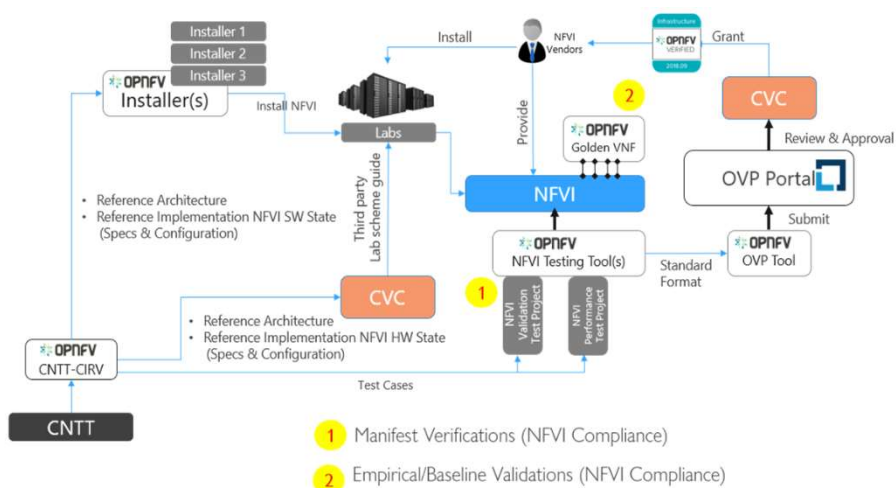 Installer 1
Installer 2
Installer 3
OPNFV
Installer(s)
Install NFVI
Install
NFVI
Vendors
Infrastructure
OPNFV
VERIFIED
2018.09
Grant
CVC
Labs
Provide
2
OPNFV
Golden VNF
Review & Approval
OVP Portal
NFVI
Submit
• Reference Architecture
• Reference Implementation NFVI SW State
(Specs & Configuration)
Third party
Lab scheme guide
OPNFV
NFVI Testing Tool(s)
Standard
Format
OPNFV
OVP Tool
1
NFVI
Validation
Test Project
NFVI
Performance
Test Project
CVC
• Reference Architecture
• Reference Implementation NFVI HW State
(Specs & Configuration)
OPNFV
CNTT-CIRV
Test Cases
CNTT
1 Manifest Verifications (NFVI Compliance)
2 Empirical/Baseline Validations (NFVI Compliance)